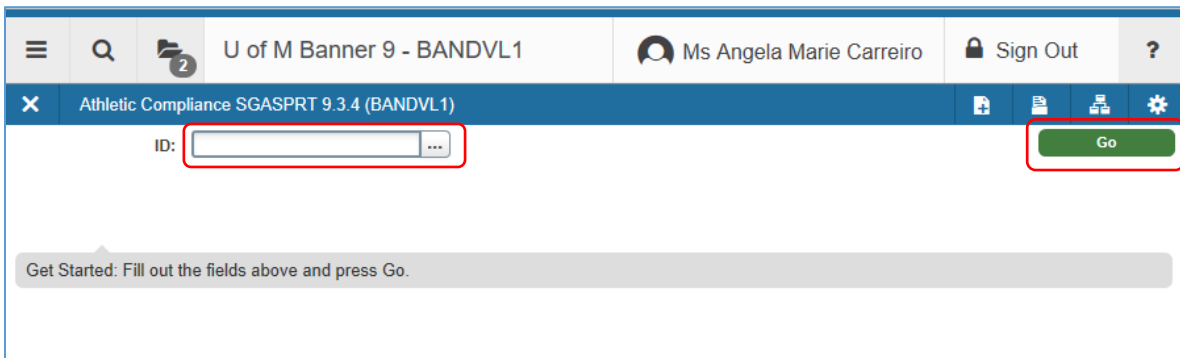 2 U of M Banner 9 - BANDVL1 Ms Angela Marie Carreiro Sign Out ?
Athletic Compliance SGASPRT 9.3.4 (BANDVL1)
ID: ... Go
Get Started: Fill out the fields above and press Go.